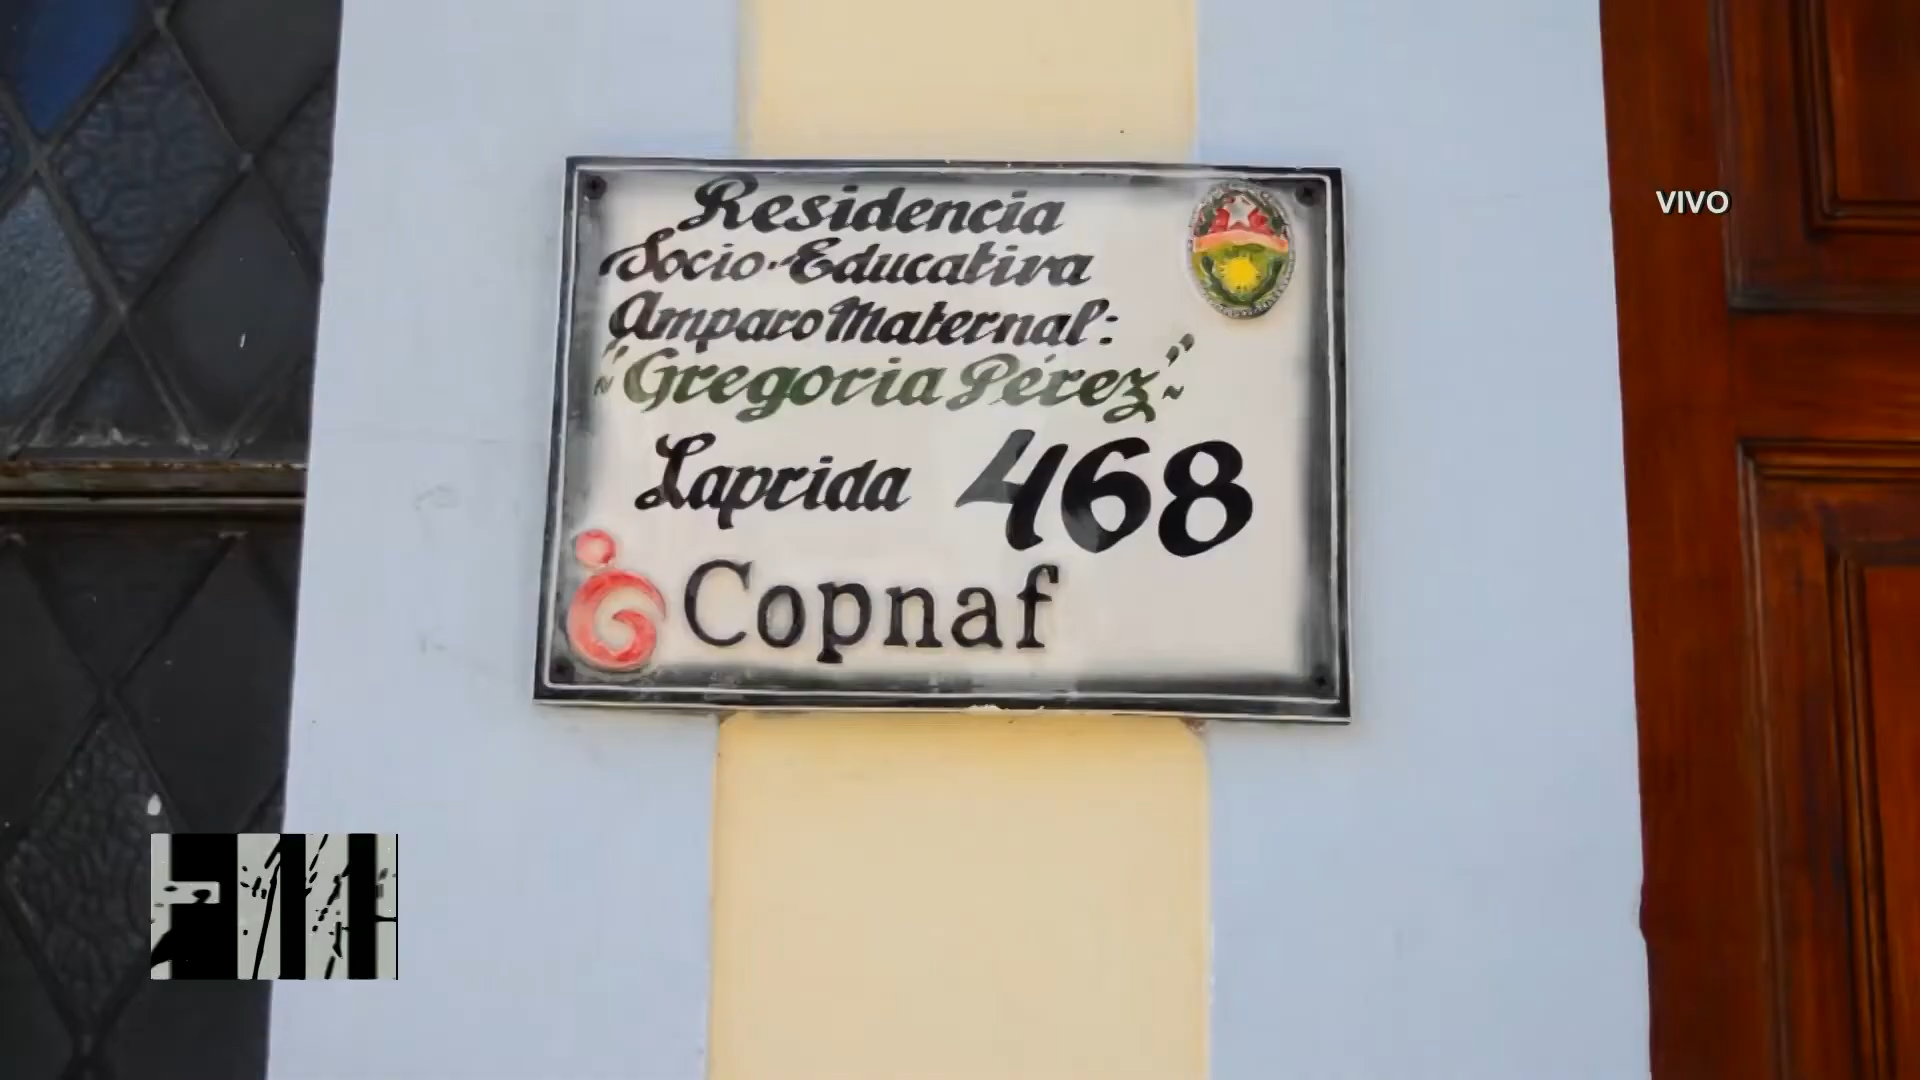 Residencia
Socio-Educativa
Amparo Maternal:
"Gregoria Pérez"
Laprida 468
Copnaf
VIVO